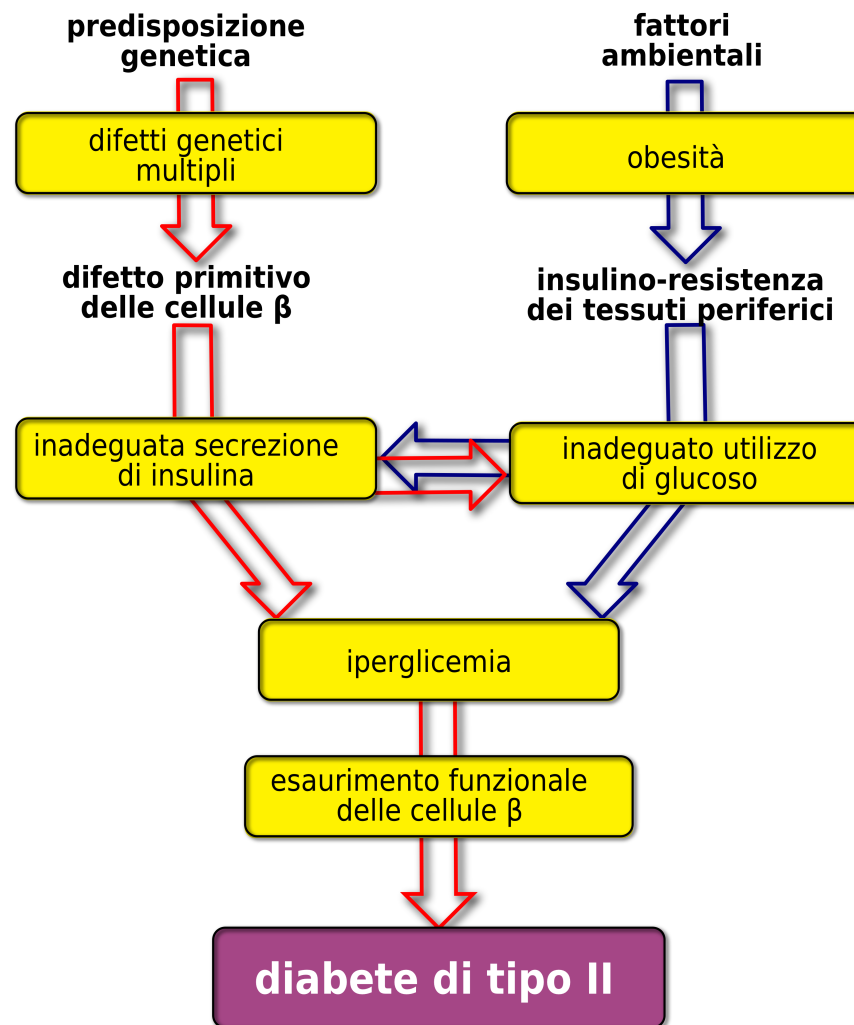 predisposizione
genetica
fattori
ambientali
difetti genetici
multipli
obesità
difetto primitivo
delle cellule β
insulino-resistenza
dei tessuti periferici
inadeguata secrezione
di insulina
inadeguato utilizzo
di glucoso
iperglicemia
esaurimento funzionale
delle cellule β
diabete di tipo II